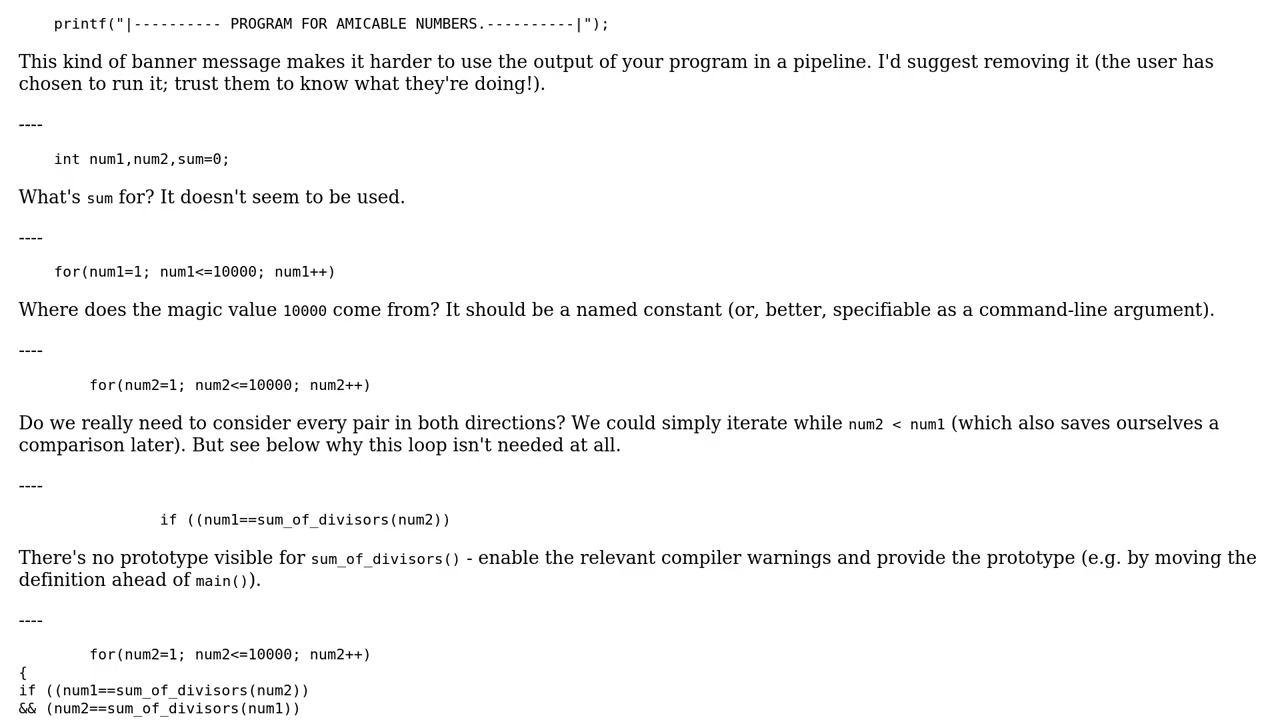 printf("|---------- PROGRAM FOR AMICABLE NUMBERS.----------|");
This kind of banner message makes it harder to use the output of your program in a pipeline. I'd suggest removing it (the user has
chosen to run it; trust them to know what they're doing!).
----
int num1,num2,sum=0;
What's sum for? It doesn't seem to be used.
----
for(num1=1; num1<=10000; num1++)
Where does the magic value 10000 come from? It should be a named constant (or, better, specifiable as a command-line argument).
----
for(num2=1; num2<=10000; num2++)
Do we really need to consider every pair in both directions? We could simply iterate while num2 < num1 (which also saves ourselves a
comparison later). But see below why this loop isn't needed at all.
----
if ((num1==sum_of_divisors(num2))
There's no prototype visible for sum_of_divisors() - enable the relevant compiler warnings and provide the prototype (e.g. by moving the
definition ahead of main()).
----
for(num2=1; num2<=10000; num2++)
{
if ((num1==sum_of_divisors(num2))
&& (num2==sum_of_divisors(num1))